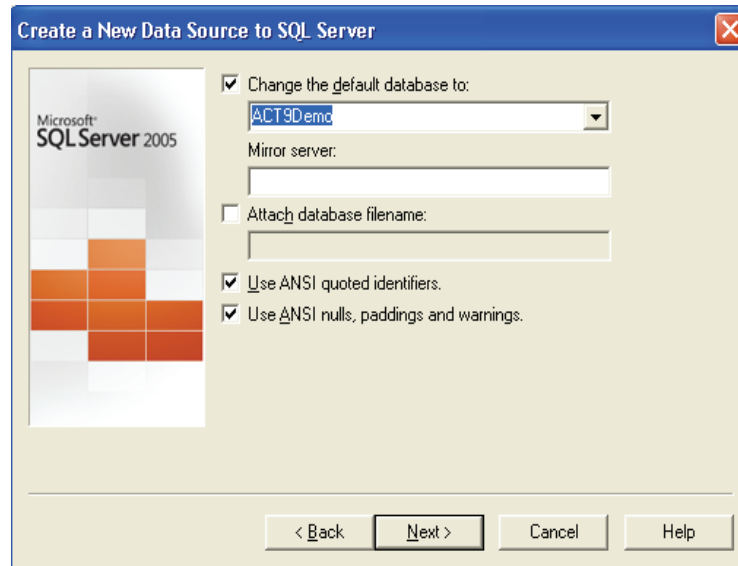 Create a New Data Source to SQL Server
Microsoft®
SQL Server 2005
Change the default database to:
ACT9Demo
Mirror server:
Attach database filename:
Use ANSI quoted identifiers.
Use ANSI nulls, paddings and warnings.
< Back
Next >
Cancel
Help